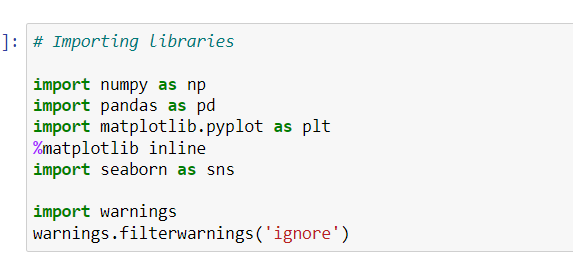 ]: # Importing libraries
import numpy as np
import pandas as pd
import matplotlib.pyplot as plt
%matplotlib inline
import seaborn as sns
import warnings
warnings.filterwarnings('ignore')